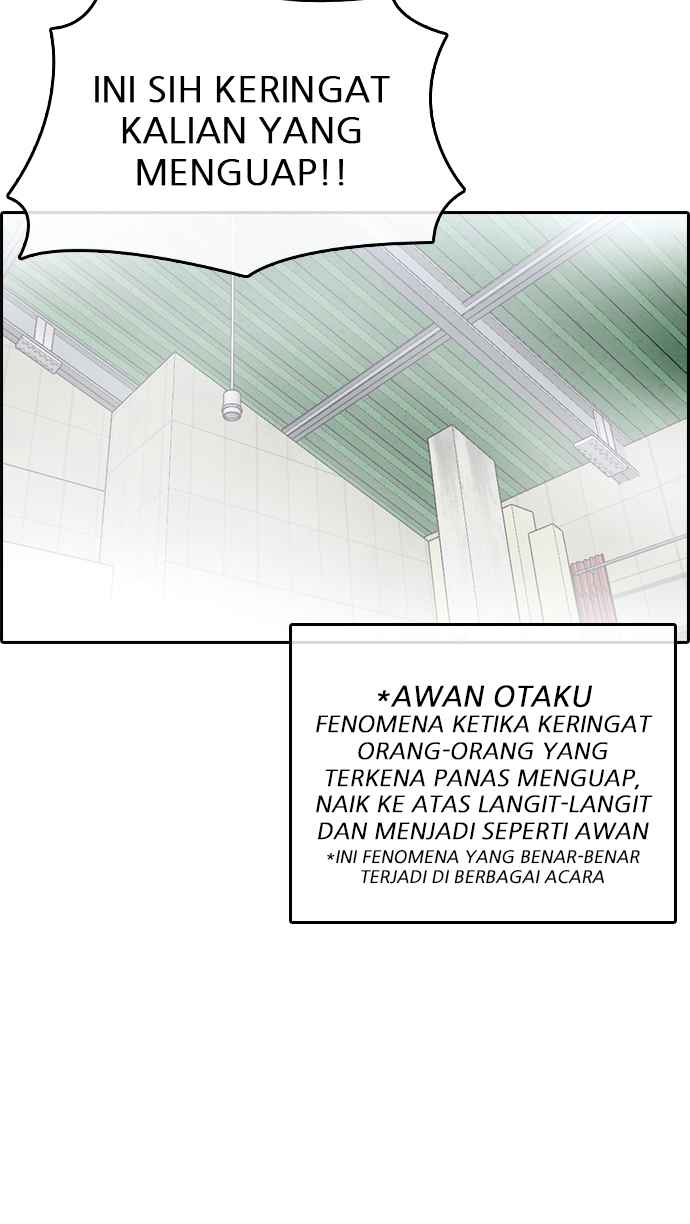 INI SIH KERINGAT
KALIAN YANG
MENGUAP!!
*AWAN OTAKU
FENOMENA KETIKA KERINGAT
ORANG-ORANG YANG
TERKENA PANAS MENGUAP,
NAIK KE ATAS LANGIT-LANGIT
DAN MENJADI SEPERTI AWAN
*INI FENOMENA YANG BENAR-BENAR
TERJADI DI BERBAGAI ACARA